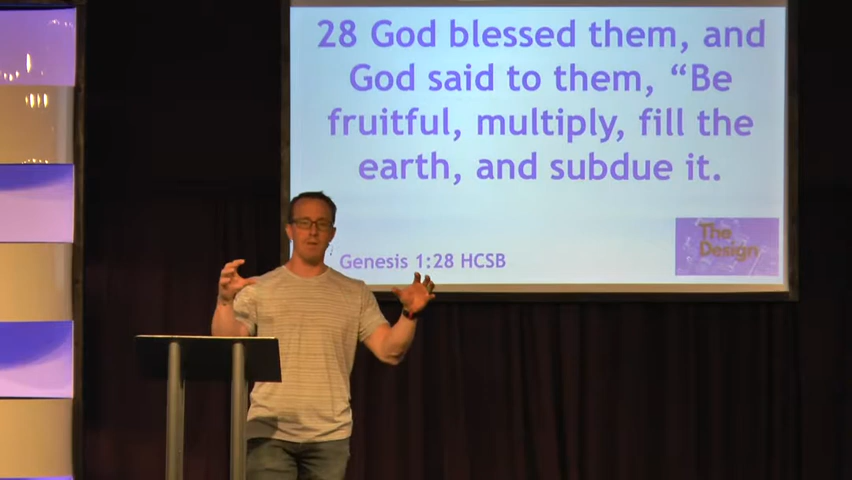 28 God blessed them, and
God said to them, “Be
fruitful, multiply, fill the
earth, and subdue it.
Genesis 1:28 HCSB
The
Design